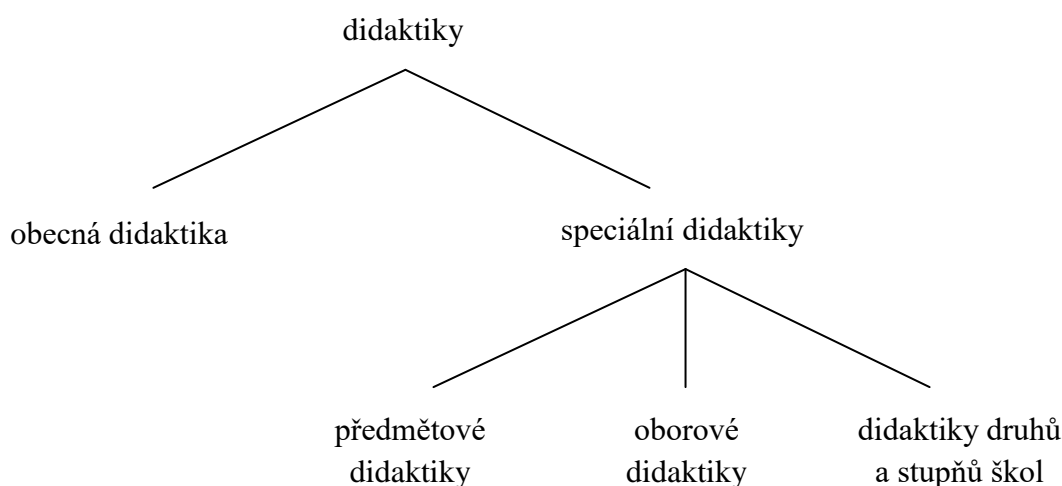 didaktiky
obecná didaktika
speciální didaktiky
předmětové
didaktiky
oborové
didaktiky
didaktiky druhů
a stupňů škol